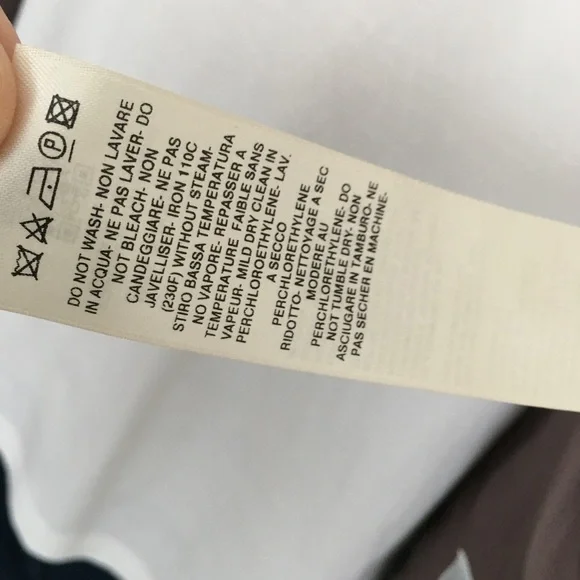 P
DO NOT WASH- NON LAVARE
IN ACQUA- NE PAS LAVER- DO
NOT BLEACH- NON
CANDEGGIARE- NE PAS
JAVELLISER- IRON 110C
(230F) WITHOUT STEAM-
STIRO BASSA TEMPERATURA
NO VAPORE- REPASSER A
TEMPERATURE FAIBLE SANS
VAPEUR- MILD DRY CLEAN IN
PERCHLOROETHYLENE- LAV.
A SECCO
PERCHLORETHYLENE
RIDOTTO- NETTOYAGE A SEC
MODERE AU
PERCHLORETHYLENE- DO
NOT TUMBLE DRY- NON
ASCIUGARE IN TAMBURO- NE
PAS SECHER EN MACHINE-